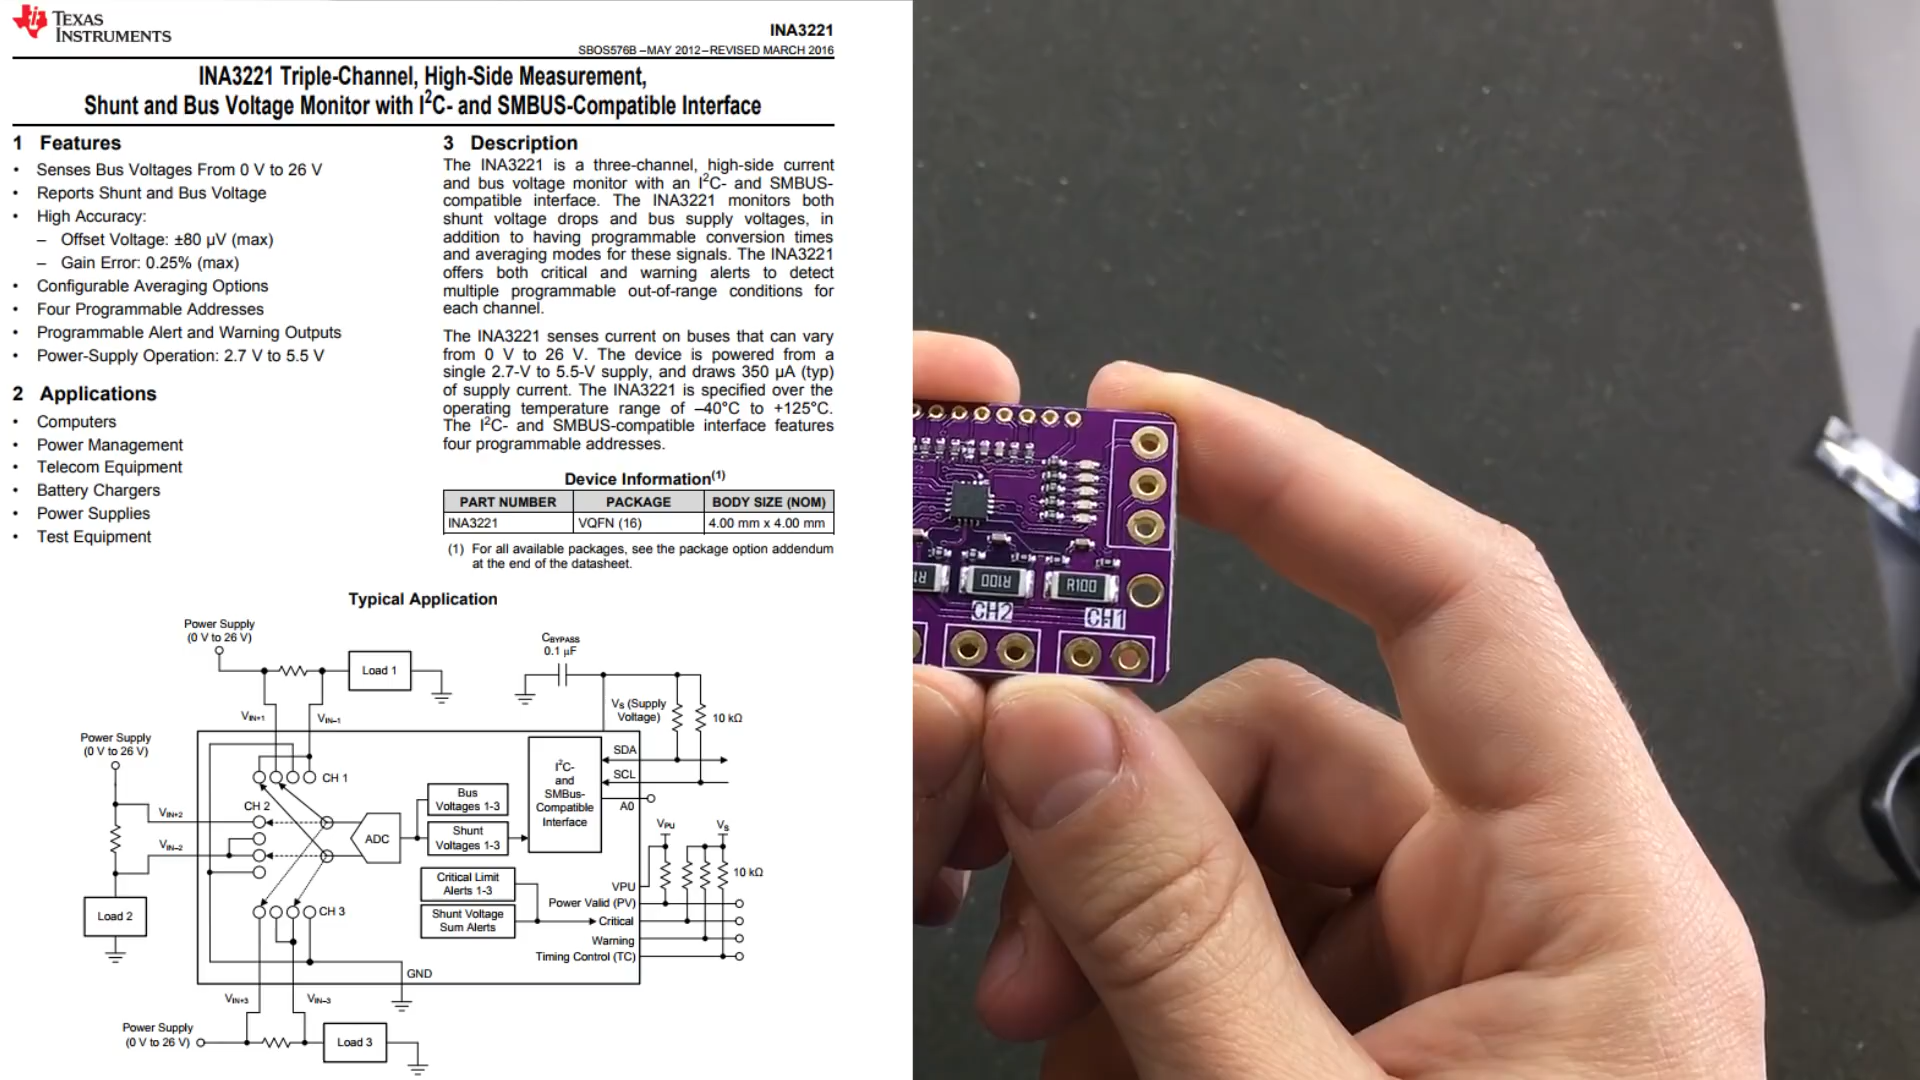 TEXAS
INSTRUMENTS
INA3221
SBOS576B –MAY 2012–REVISED MARCH 2016
INA3221 Triple-Channel, High-Side Measurement,
Shunt and Bus Voltage Monitor with I²C- and SMBUS-Compatible Interface
1 Features
• Senses Bus Voltages From 0 V to 26 V
• Reports Shunt and Bus Voltage
• High Accuracy:
– Offset Voltage: ±80 µV (max)
– Gain Error: 0.25% (max)
• Configurable Averaging Options
• Four Programmable Addresses
• Programmable Alert and Warning Outputs
• Power-Supply Operation: 2.7 V to 5.5 V
2 Applications
• Computers
• Power Management
• Telecom Equipment
• Battery Chargers
• Power Supplies
• Test Equipment
3 Description
The INA3221 is a three-channel, high-side current
and bus voltage monitor with an I²C- and SMBUS-
compatible interface. The INA3221 monitors both
shunt voltage drops and bus supply voltages, in
addition to having programmable conversion times
and averaging modes for these signals. The INA3221
offers both critical and warning alerts to detect
multiple programmable out-of-range conditions for
each channel.
The INA3221 senses current on buses that can vary
from 0 V to 26 V. The device is powered from a
single 2.7-V to 5.5-V supply, and draws 350 µA (typ)
of supply current. The INA3221 is specified over the
operating temperature range of –40°C to +125°C.
The I²C- and SMBUS-compatible interface features
four programmable addresses.
Device Information(1)
PART NUMBER PACKAGE BODY SIZE (NOM)
INA3221 VQFN (16) 4.00 mm x 4.00 mm
(1) For all available packages, see the package option addendum
at the end of the datasheet.
Typical Application
Power Supply
(0 V to 26 V)
Load 1
CBYPASS
0.1 µF
VIN+1
VIN–1
VS (Supply
Voltage)
10 kΩ
Power Supply
(0 V to 26 V)
CH 1
CH 2
VIN+2
VIN–2
Load 2
ADC
Bus
Voltages 1-3
Shunt
Voltages 1-3
I²C-
and
SMBus-
Compatible
Interface
SDA
SCL
A0
VPU
VS
10 kΩ
Critical Limit
Alerts 1-3
Shunt Voltage
Sum Alerts
VPU
Power Valid (PV)
Critical
Warning
Timing Control (TC)
CH 3
GND
VIN+3
VIN–3
Power Supply
(0 V to 26 V)
Load 3
R100
R100
CH2
CH1